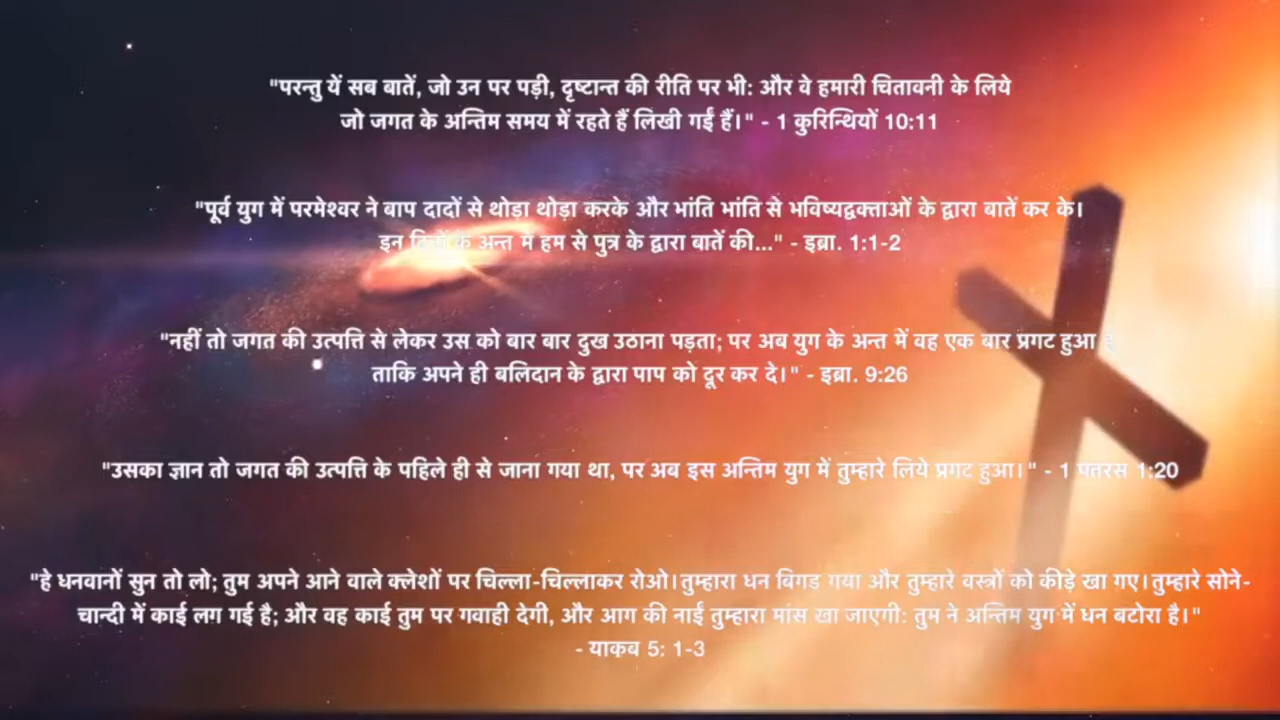 "परन्तु यें सब बातें, जो उन पर पड़ी, दृष्टान्त की रीति पर भी: और वे हमारी चितावनी के लिये
जो जगत के अन्तिम समय में रहते हैं लिखी गईं हैं।" - 1 कुरिन्थियों 10:11
"पूर्व युग में परमेश्वर ने बाप दादों से थोड़ा थोड़ा करके और भांति भांति से भविष्यद्वक्ताओं के द्वारा बातें कर के।
इन के अन्त में हम से पुत्र के द्वारा बातें की..." - इब्रा. 1:1-2
"नहीं तो जगत की उत्पत्ति से लेकर उस को बार बार दुख उठाना पड़ता; पर अब युग के अन्त में वह एक बार प्रगट हुआ
ताकि अपने ही बलिदान के द्वारा पाप को दूर कर दे।" - इब्रा. 9:26
"उसका ज्ञान तो जगत की उत्पत्ति के पहिले ही से जाना गया था, पर अब इस अन्तिम युग में तुम्हारे लिये प्रगट हुआ।" - 1 पतरस 1:20
"हे धनवानों सुन तो लो; तुम अपने आने वाले क्लेशों पर चिल्ला-चिल्लाकर रोओ। तुम्हारा धन बिगड गया और तुम्हारे वस्त्रों को कीड़े खा गए। तुम्हारे सोने-
चान्दी में काई लग गई है; और वह काई तुम पर गवाही देगी, और आग की नाई तुम्हारा मांस खा जाएगी: तुम ने अन्तिम युग में धन बटोरा है।"
- याकूब 5: 1-3